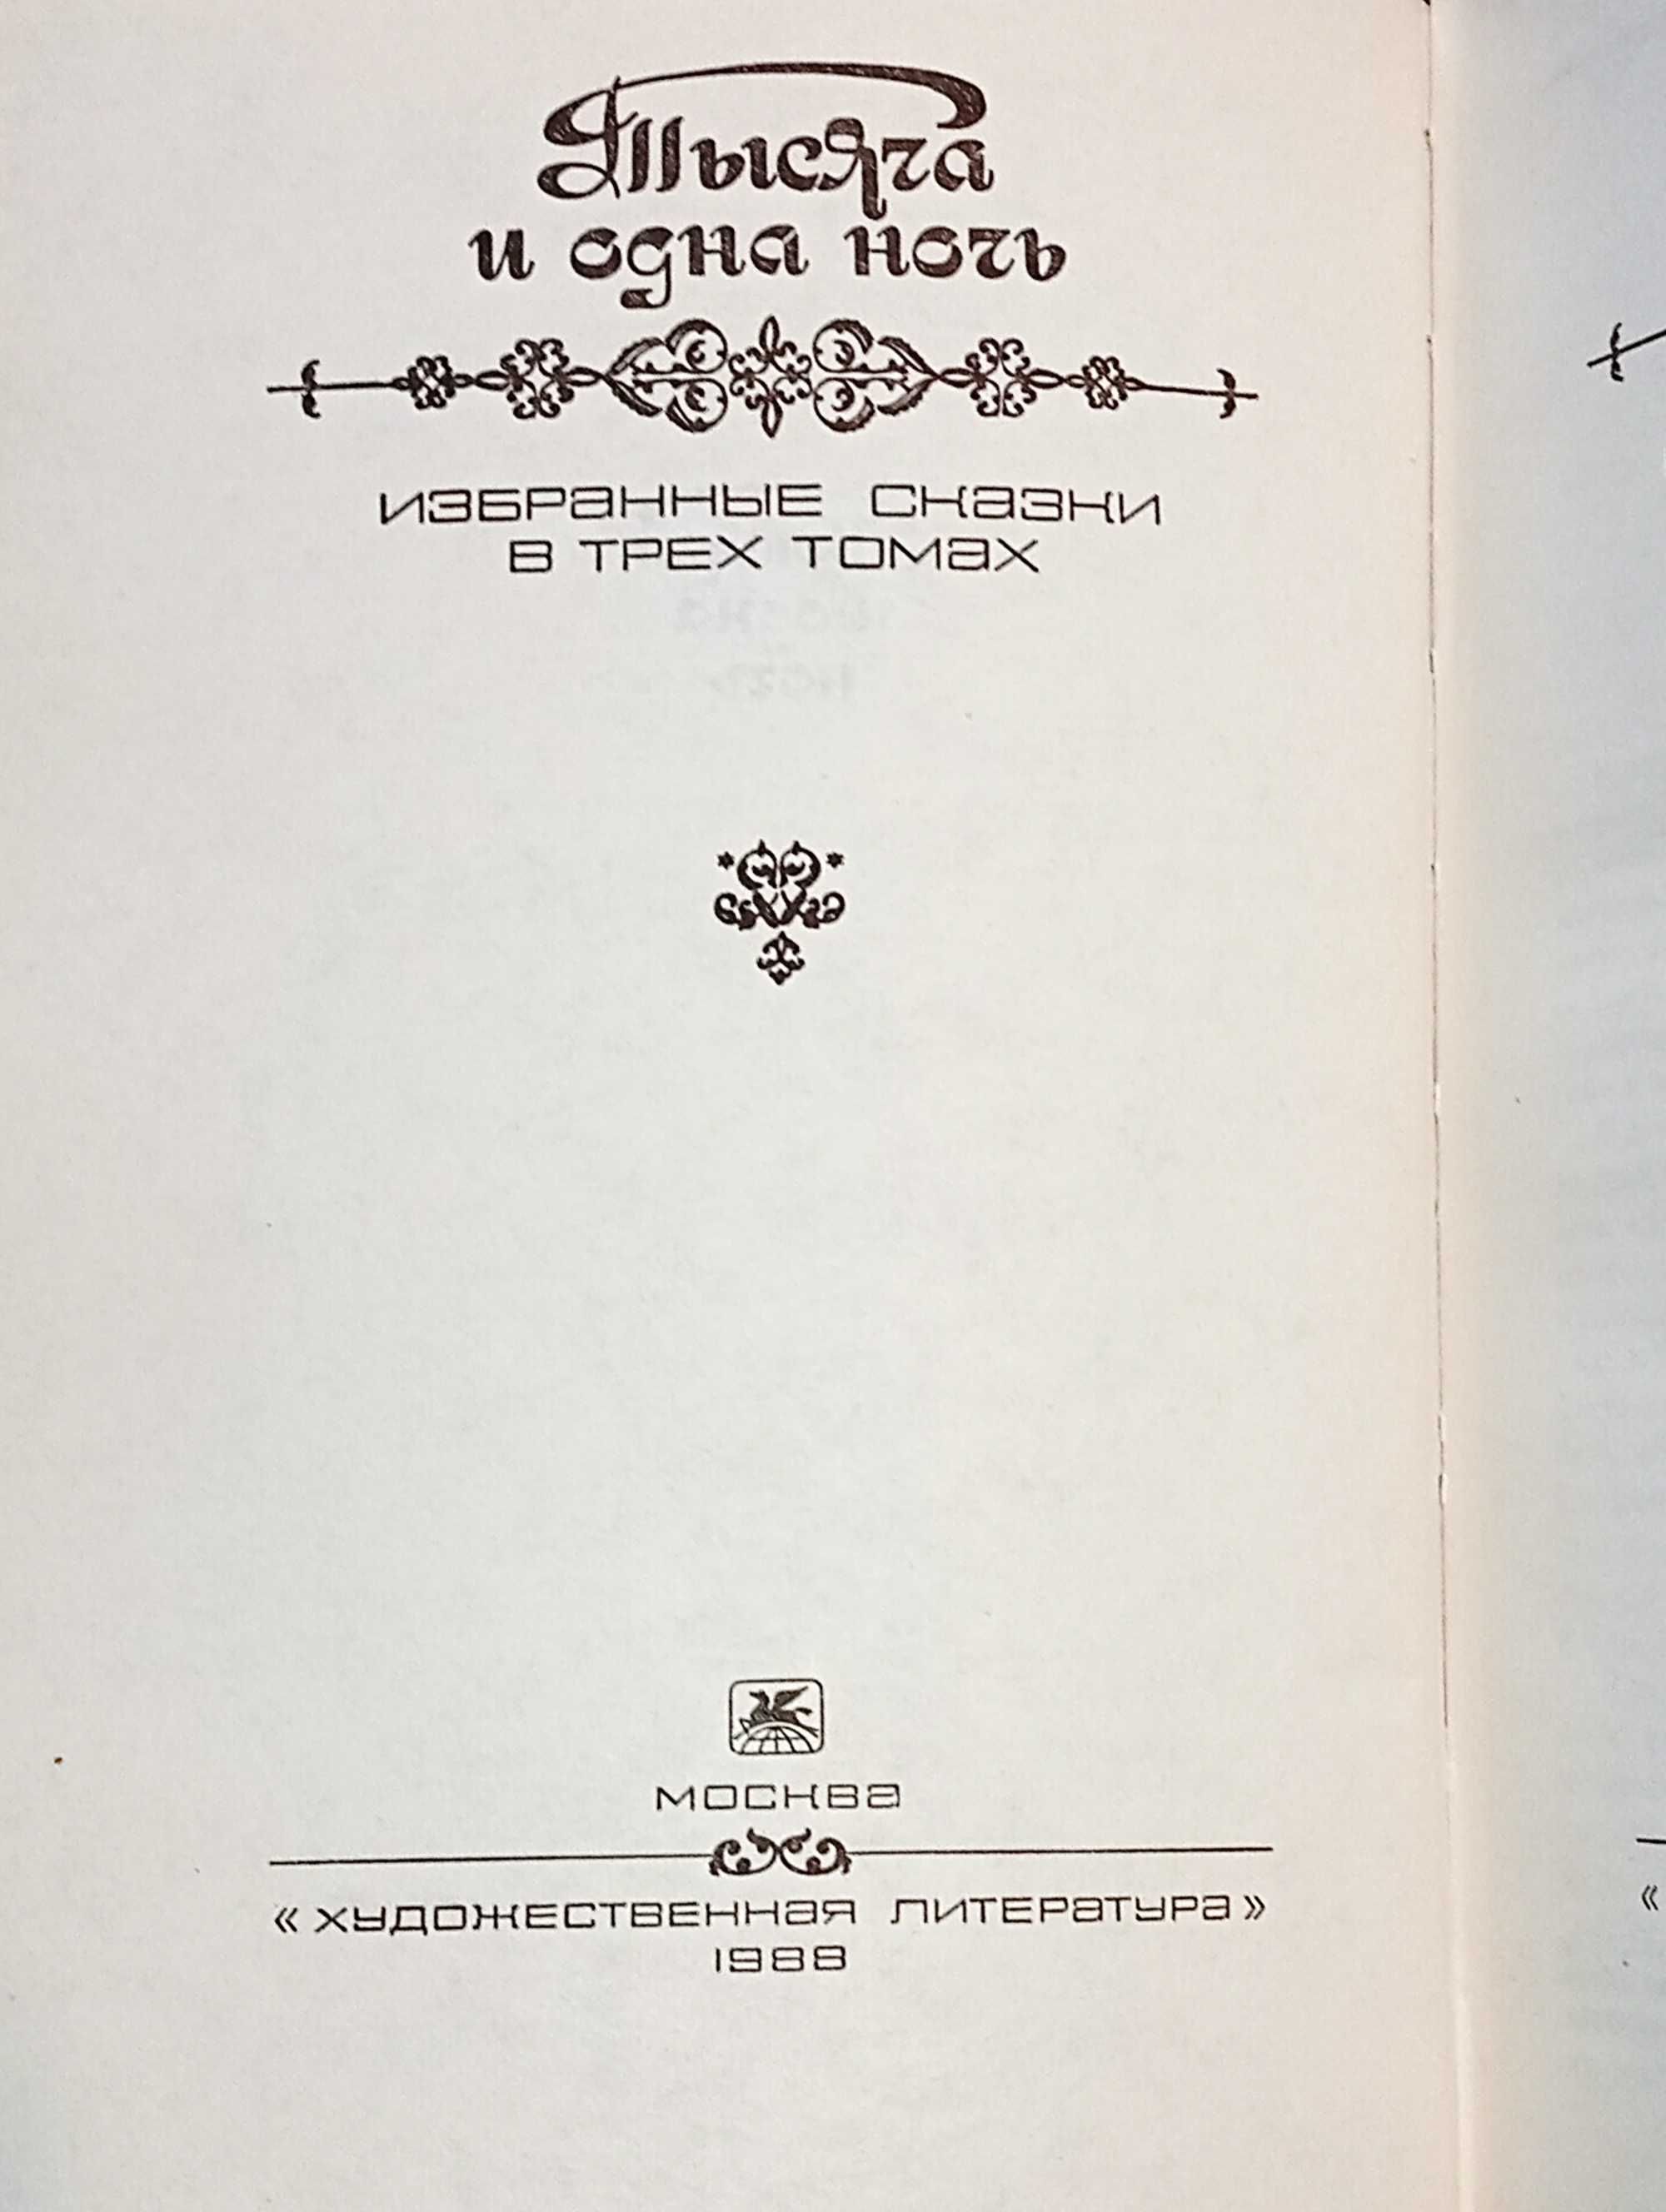 Тысяча
и одна ночь
ИЗБРАННЫЕ СКАЗКИ
В ТРЕХ ТОМАХ
МОСКВА
«ХУДОЖЕСТВЕННАЯ ЛИТЕРАТУРА»
1988
«